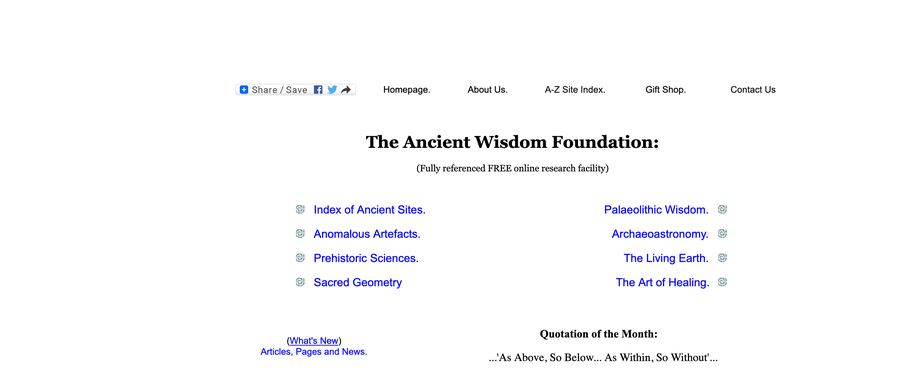 Share / Save
Homepage. About Us. A-Z Site Index. Gift Shop. Contact Us
The Ancient Wisdom Foundation:
(Fully referenced FREE online research facility)
Index of Ancient Sites. Palaeolithic Wisdom.
Anomalous Artefacts. Archaeoastronomy.
Prehistoric Sciences. The Living Earth.
Sacred Geometry The Art of Healing.
Quotation of the Month:
(What's New)
Articles, Pages and News.
...'As Above, So Below... As Within, So Without'...